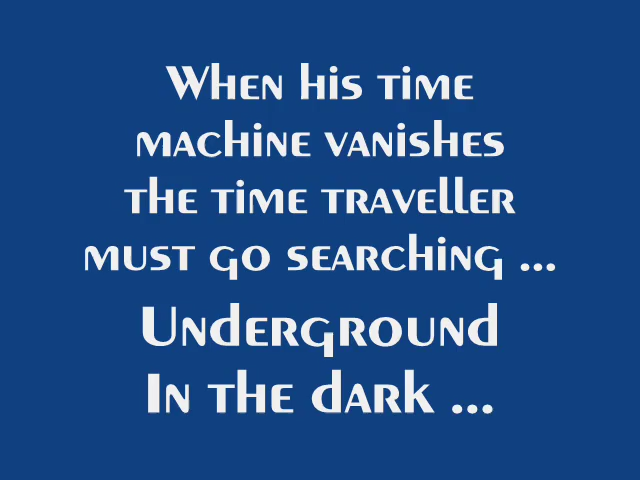 When his time
machine vanishes
the time traveller
must go searching ...
Underground
In the dark ...